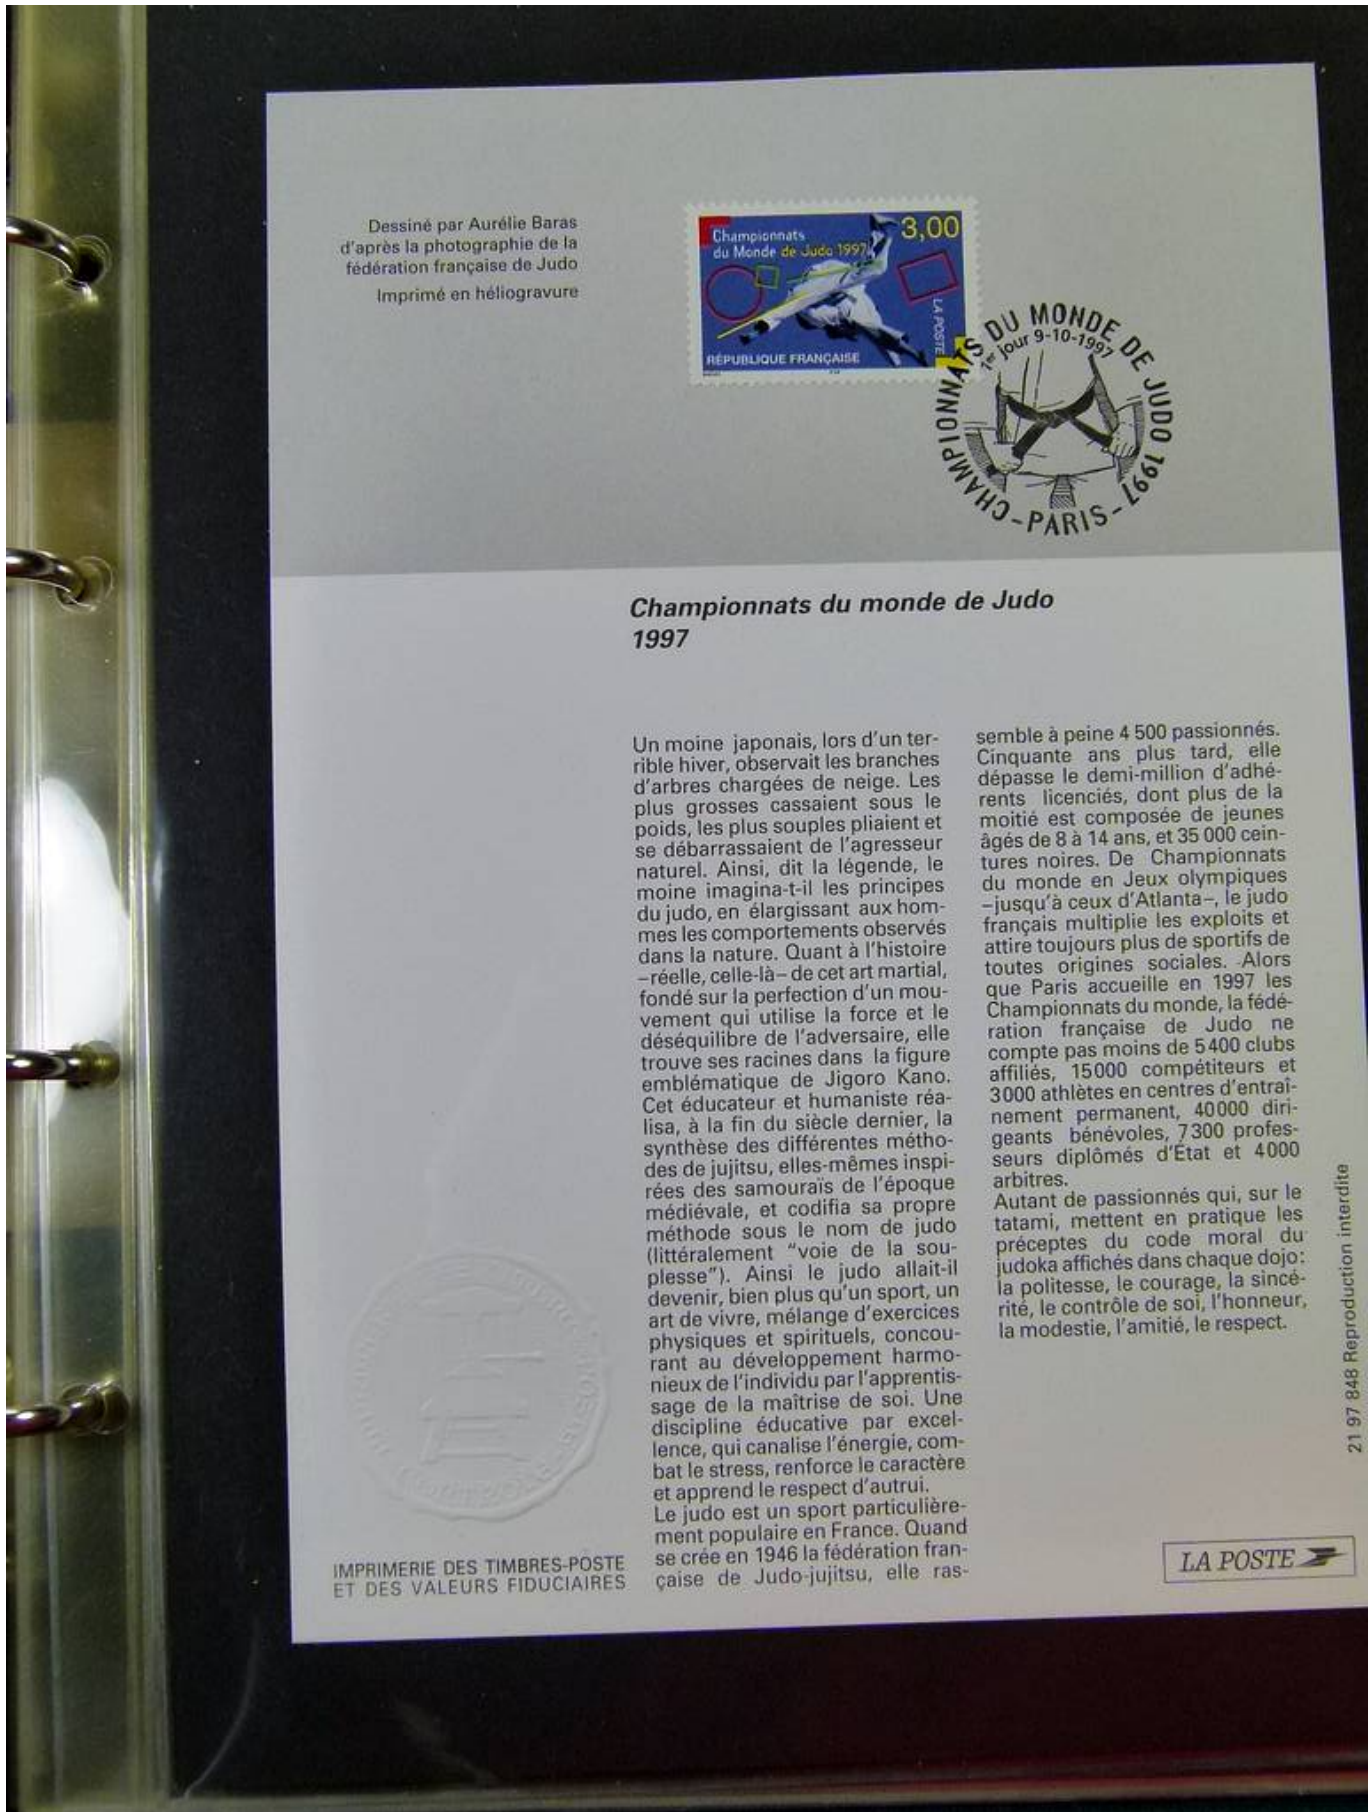 Dessiné par Aurélie Baras
d'après la photographie de la
fédération française de Judo
Imprimé en héliogravure
Championnats
du Monde de Judo 1997
3,00
LA POSTE
RÉPUBLIQUE FRANÇAISE
CHAMPIONNATS DU MONDE DE JUDO 1997
1er jour 9-10-1997
-PARIS-
Championnats du monde de Judo
1997
Un moine japonais, lors d'un ter-
rible hiver, observait les branches
d'arbres chargées de neige. Les
plus grosses cassaient sous le
poids, les plus souples pliaient et
se débarrassaient de l'agresseur
naturel. Ainsi, dit la légende, le
moine imagina-t-il les principes
du judo, en élargissant aux hom-
mes les comportements observés
dans la nature. Quant à l'histoire
–réelle, celle-là– de cet art martial,
fondé sur la perfection d'un mou-
vement qui utilise la force et le
déséquilibre de l'adversaire, elle
trouve ses racines dans la figure
emblématique de Jigoro Kano.
Cet éducateur et humaniste réa-
lisa, à la fin du siècle dernier, la
synthèse des différentes métho-
des de jujitsu, elles-mêmes inspi-
rées des samouraïs de l'époque
médiévale, et codifia sa propre
méthode sous le nom de judo
(littéralement "voie de la sou-
plesse"). Ainsi le judo allait-il
devenir, bien plus qu'un sport, un
art de vivre, mélange d'exercices
physiques et spirituels, concou-
rant au développement harmo-
nieux de l'individu par l'apprentis-
sage de la maîtrise de soi. Une
discipline éducative par excel-
lence, qui canalise l'énergie, com-
bat le stress, renforce le caractère
et apprend le respect d'autrui.
Le judo est un sport particulière-
ment populaire en France. Quand
se crée en 1946 la fédération fran-
çaise de Judo-jujitsu, elle ras-
semble à peine 4 500 passionnés.
Cinquante ans plus tard, elle
dépasse le demi-million d'adhé-
rents licenciés, dont plus de la
moitié est composée de jeunes
âgés de 8 à 14 ans, et 35 000 cein-
tures noires. De Championnats
du monde en Jeux olympiques
–jusqu'à ceux d'Atlanta–, le judo
français multiplie les exploits et
attire toujours plus de sportifs de
toutes origines sociales. Alors
que Paris accueille en 1997 les
Championnats du monde, la fédé-
ration française de Judo ne
compte pas moins de 5400 clubs
affiliés, 15000 compétiteurs et
3000 athlètes en centres d'entraî-
nement permanent, 40000 diri-
geants bénévoles, 7300 profes-
seurs diplômés d'État et 4000
arbitres.
Autant de passionnés qui, sur le
tatami, mettent en pratique les
préceptes du code moral du
judoka affichés dans chaque dojo:
la politesse, le courage, la sincé-
rité, le contrôle de soi, l'honneur,
la modestie, l'amitié, le respect.
21 97 848 Reproduction interdite
IMPRIMERIE DES TIMBRES-POSTE
ET DES VALEURS FIDUCIAIRES
LA POSTE